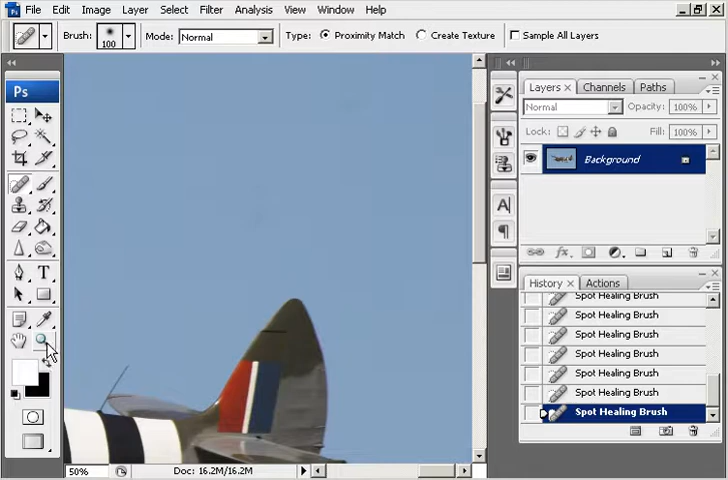 Ps File Edit Image Layer Select Filter Analysis View Window Help
Brush: 100 Mode: Normal Type: Proximity Match Create Texture Sample All Layers
Ps
Layers × Channels Paths
Normal Opacity: 100%
Lock: Fill: 100%
Background
T
A
History × Actions
Spot Healing Brush
Spot Healing Brush
Spot Healing Brush
Spot Healing Brush
Spot Healing Brush
Spot Healing Brush
Spot Healing Brush
50% Doc: 16.2M/16.2M